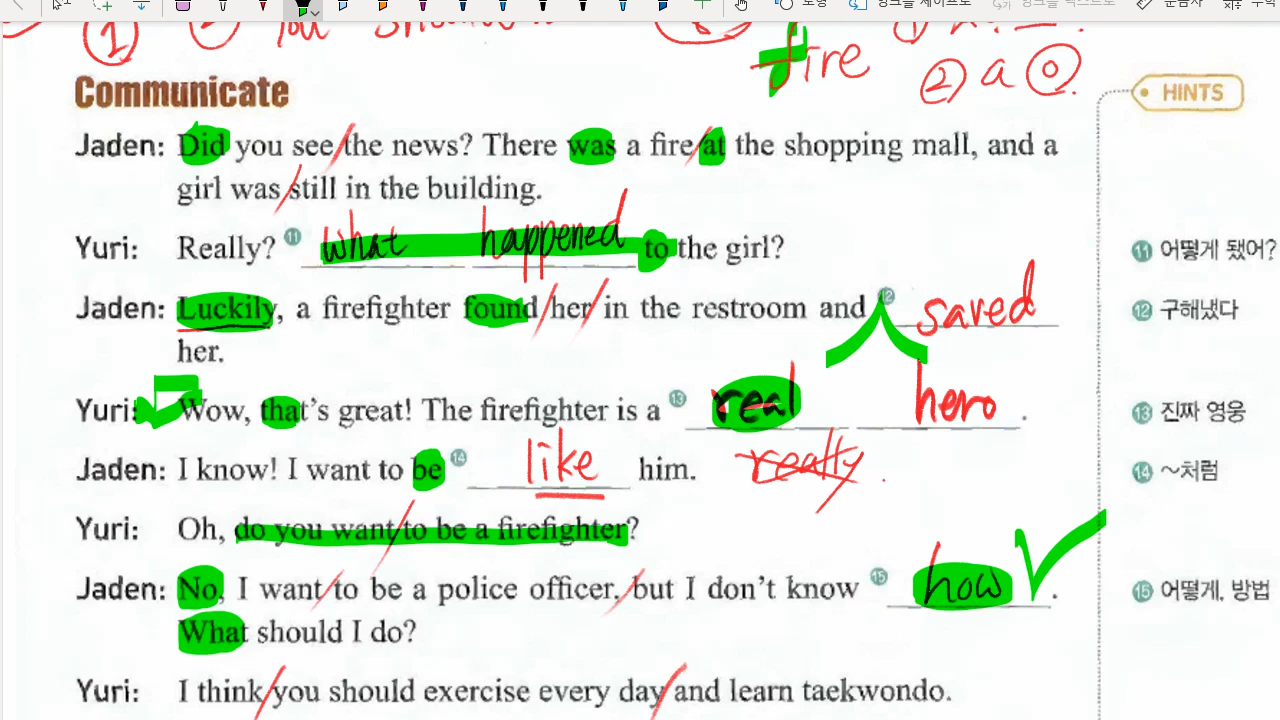 fire ② a ⓪.
Communicate
HINTS
Jaden: Did you see the news? There was a fire at the shopping mall, and a
girl was still in the building.
Yuri: Really? ⑪ what happened to the girl?
⑪ 어떻게 됐어?
Jaden: Luckily, a firefighter found her in the restroom and ⑫ saved
⑫ 구해냈다
her.
Yuri: Wow, that's great! The firefighter is a ⑬ real hero .
⑬ 진짜 영웅
Jaden: I know! I want to be ⑭ like him. really .
⑭ ~처럼
Yuri: Oh, do you want to be a firefighter?
Jaden: No, I want to be a police officer, but I don't know ⑮ how .
⑮ 어떻게, 방법
What should I do?
Yuri: I think you should exercise every day and learn taekwondo.